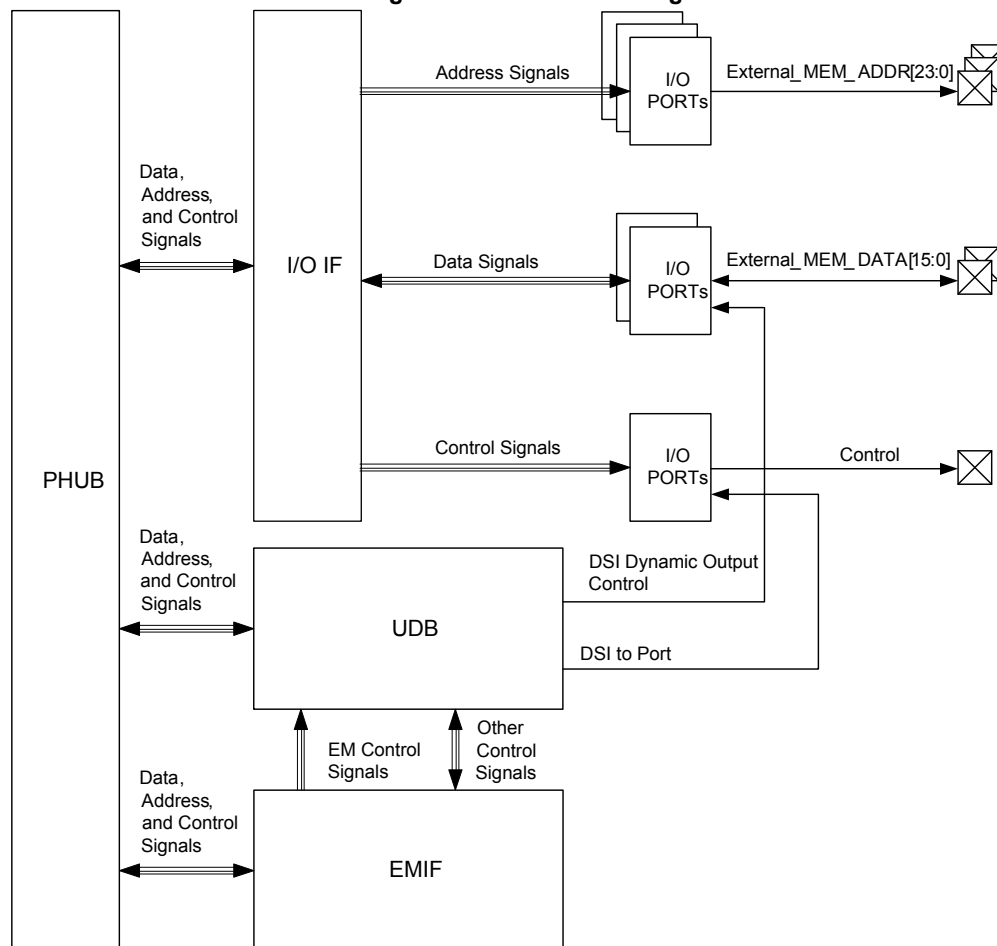 Address Signals
I/O
PORTs
External_MEM_ADDR[23:0]
Data,
Address,
and Control
Signals
I/O IF
Data Signals
I/O
PORTs
External_MEM_DATA[15:0]
Control Signals
I/O
PORTs
Control
PHUB
Data,
Address,
and Control
Signals
UDB
DSI Dynamic Output
Control
DSI to Port
EM Control
Signals
Other
Control
Signals
Data,
Address,
and Control
Signals
EMIF